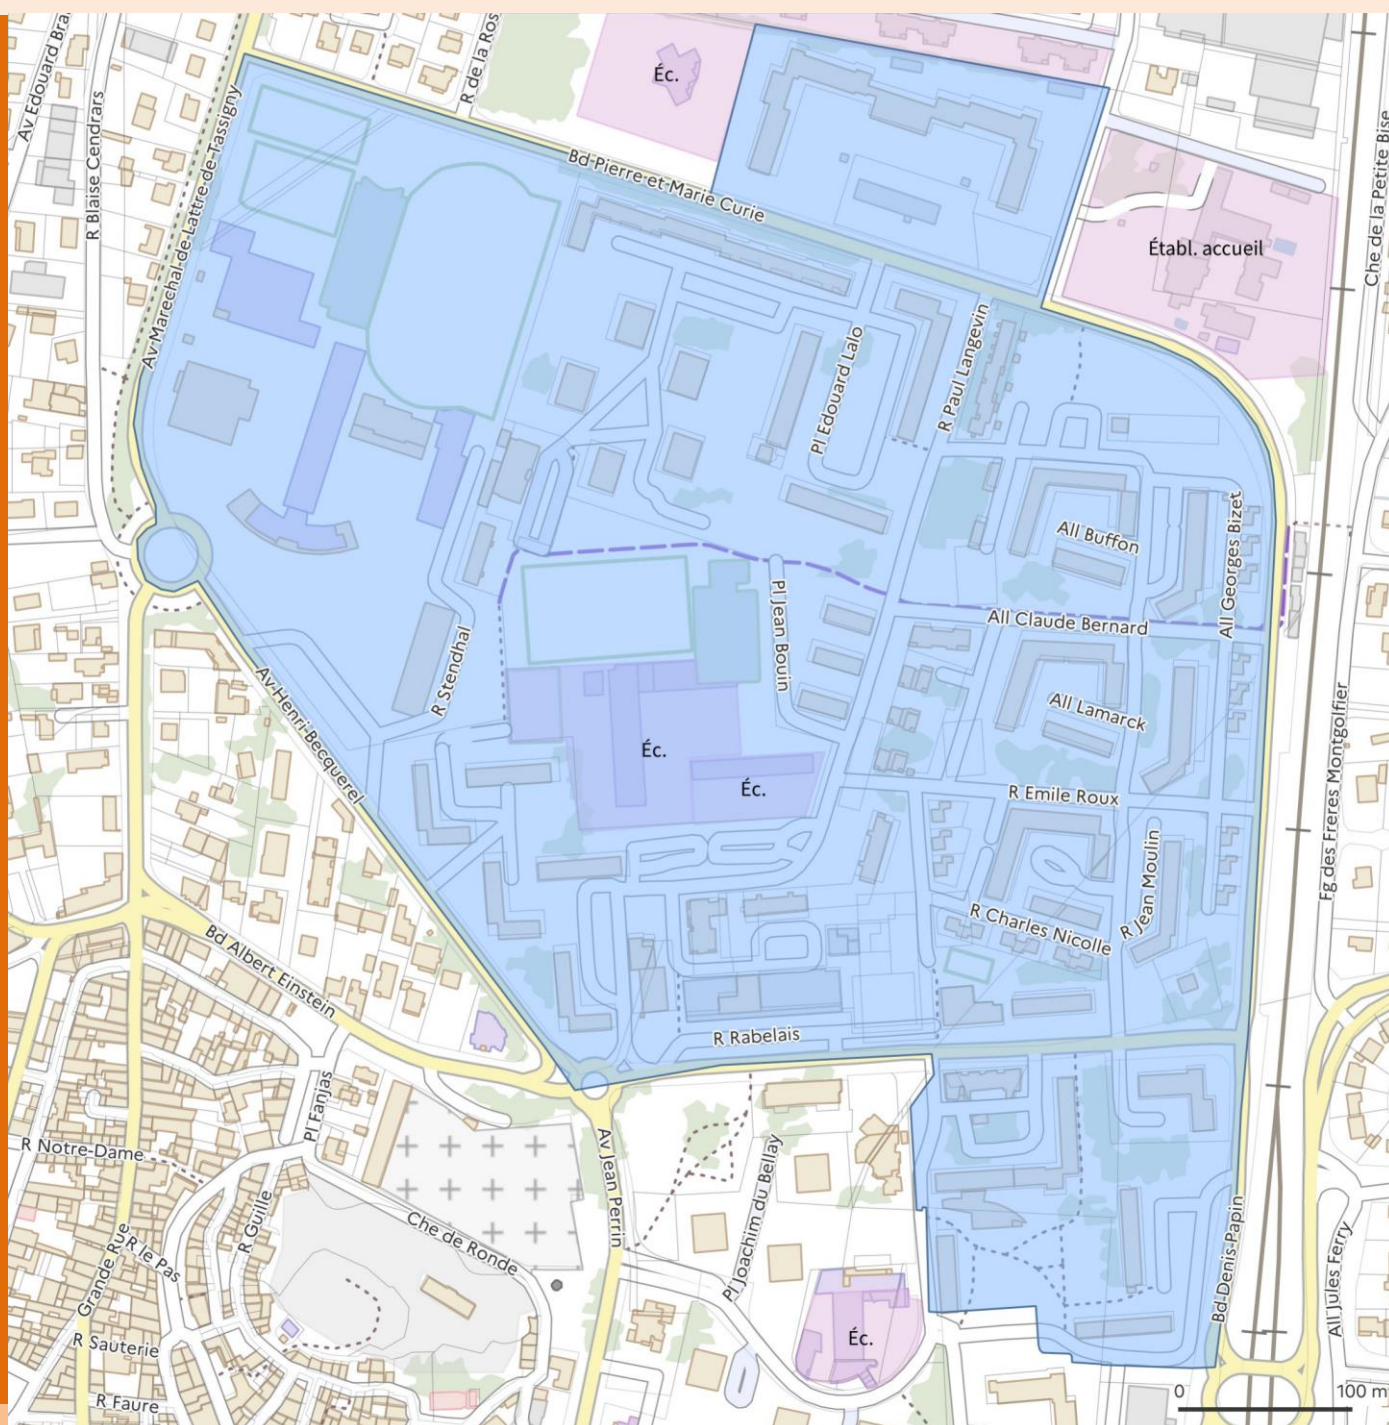 Av Edouard Bra
R Blaise Cendrars
Av Marechal de Lattre de Tassigny
R de la Ros
Éc.
Bd Pierre et Marie Curie
Établ. accueil
Che de la Petite Bise
Pl Edouard Lalo
R Paul Langevin
All Buffon
All Georges Bizet
All Claude Bernard
Pl Jean Bouin
R Stendhal
Av Henri Becquerel
All Lamarck
Éc.
Éc.
R Emile Roux
Fg des Freres Montgolfier
R Jean Moulin
R Charles Nicolle
Bd Albert Einstein
R Rabelais
Pl Fanjas
R Notre-Dame
Av Jean Perrin
Pl Joachim du Bellay
R Guille
Che de Ronde
Grande Rue
R le Pas
Bd Denis Papin
All Jules Ferry
R Sauterie
Éc.
R Faure
0 100 m